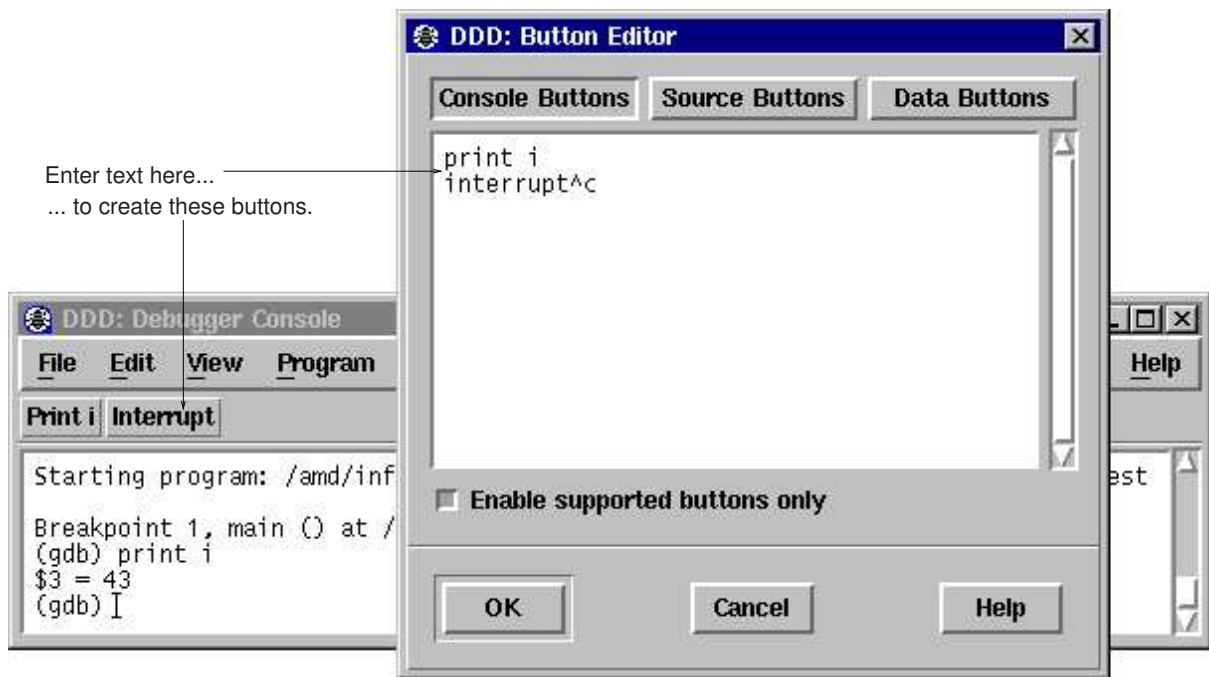 DDD: Button Editor
Console Buttons Source Buttons Data Buttons
print i
interrupt^c
Enter text here...
... to create these buttons.
Enable supported buttons only
OK Cancel Help
DDD: Debugger Console
File Edit View Program Help
Print i Interrupt
Starting program: /amd/inf est
Breakpoint 1, main () at /
(gdb) print i
$3 = 43
(gdb)